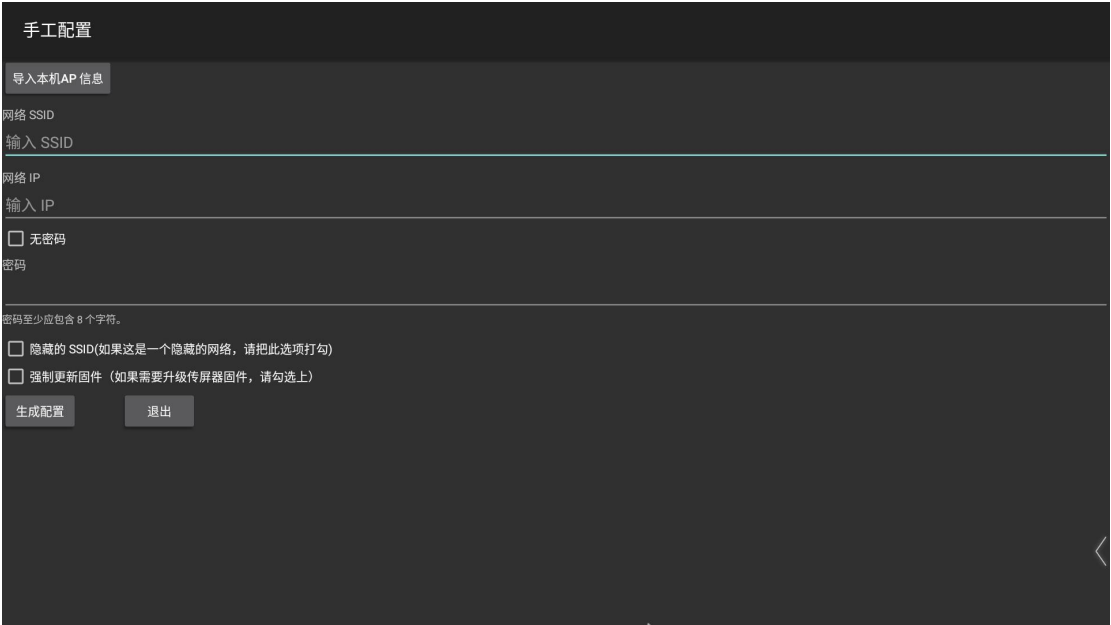 手工配置
导入本机AP 信息
网络 SSID
输入 SSID
网络 IP
输入 IP
无密码
密码
密码至少应包含 8 个字符。
隐藏的 SSID(如果这是一个隐藏的网络，请把此选项打勾)
强制更新固件（如果需要升级传屏器固件，请勾选上）
生成配置 退出